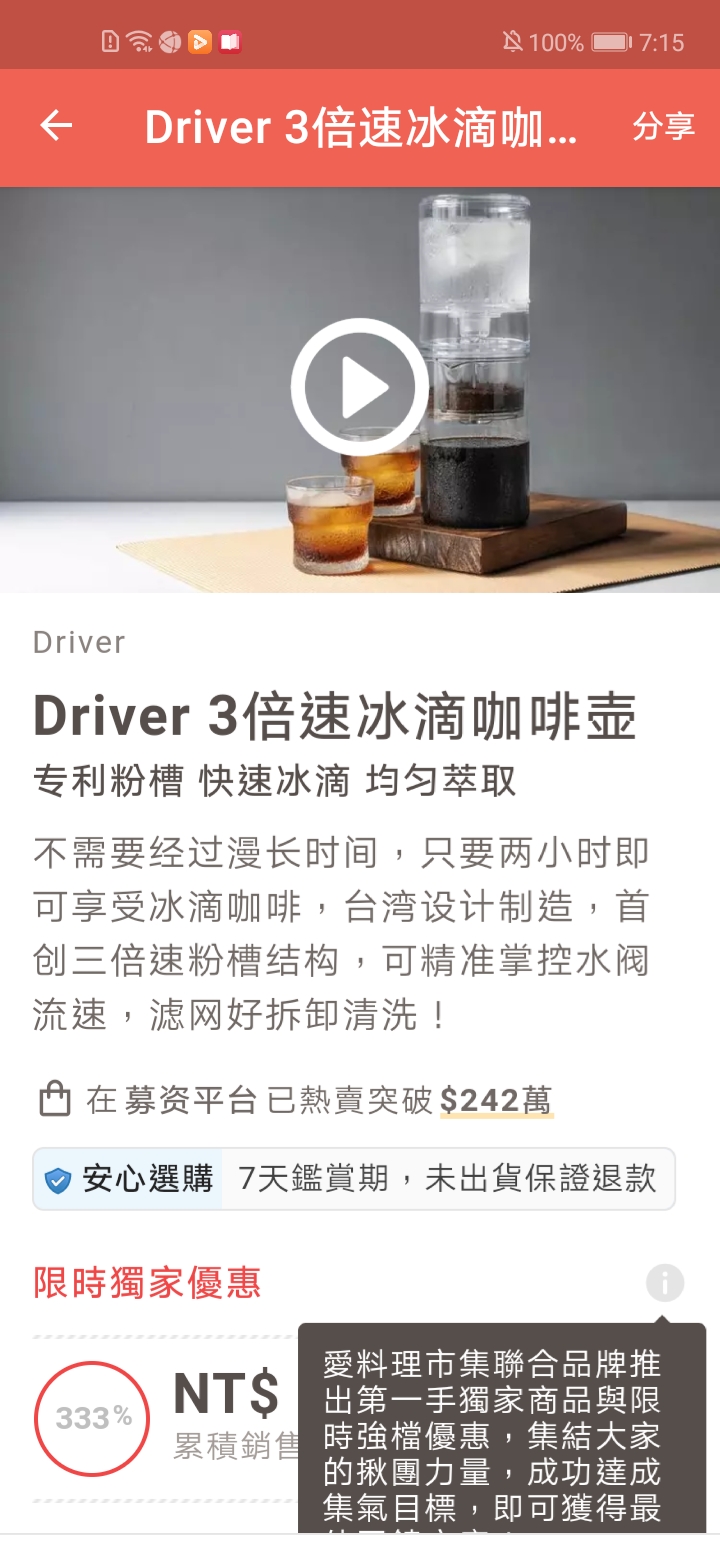 100% 7:15
Driver 3倍速冰滴咖... 分享
Driver
Driver 3倍速冰滴咖啡壶
专利粉槽 快速冰滴 均匀萃取
不需要经过漫长时间，只要两小时即
可享受冰滴咖啡，台湾设计制造，首
创三倍速粉槽结构，可精准掌控水阀
流速，滤网好拆卸清洗！
在 募资平台 已熱賣突破 $242萬
安心選購 7天鑑賞期，未出貨保證退款
限時獨家優惠
愛料理市集聯合品牌推
出第一手獨家商品與限
時強檔優惠，集結大家
的揪團力量，成功達成
集氣目標，即可獲得最
333%
NT$
累積銷售